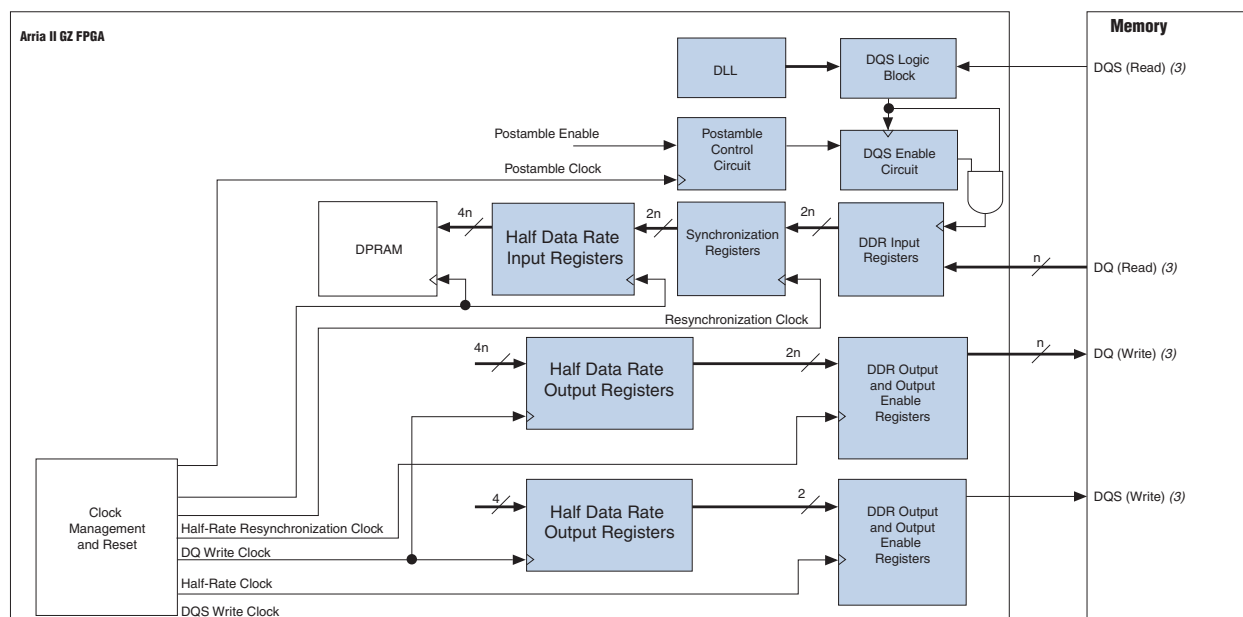 Arria II GZ FPGA
Memory
DLL
DQS Logic
Block
DQS (Read) (3)
Postamble Enable
Postamble
Control
Circuit
DQS Enable
Circuit
Postamble Clock
4n
2n
2n
DPRAM
Half Data Rate
Input Registers
Synchronization
Registers
DDR Input
Registers
n
DQ (Read) (3)
Resynchronization Clock
4n
Half Data Rate
Output Registers
2n
DDR Output
and Output
Enable
Registers
n
DQ (Write) (3)
Clock
Management
and Reset
4
Half Data Rate
Output Registers
2
DDR Output
and Output
Enable
Registers
DQS (Write) (3)
Half-Rate Resynchronization Clock
DQ Write Clock
Half-Rate Clock
DQS Write Clock